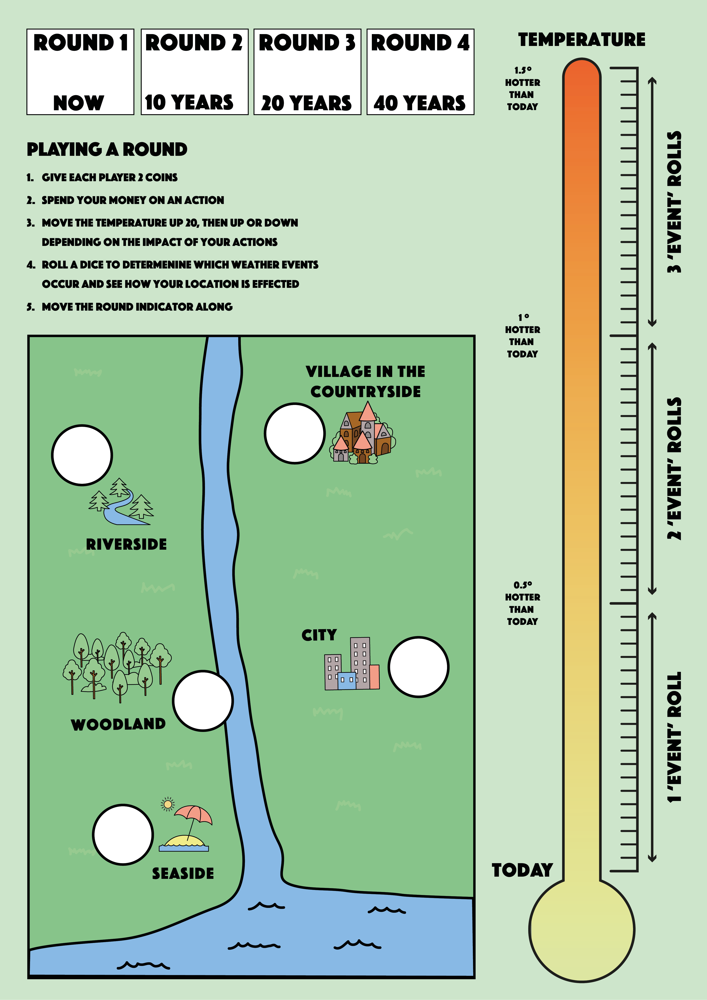 ROUND 1
NOW
ROUND 2
10 YEARS
ROUND 3
20 YEARS
ROUND 4
40 YEARS
PLAYING A ROUND
1. GIVE EACH PLAYER 2 COINS
2. SPEND YOUR MONEY ON AN ACTION
3. MOVE THE TEMPERATURE UP 20, THEN UP OR DOWN
DEPENDING ON THE IMPACT OF YOUR ACTIONS
4. ROLL A DICE TO DETERMENINE WHICH WEATHER EVENTS
OCCUR AND SEE HOW YOUR LOCATION IS EFFECTED
5. MOVE THE ROUND INDICATOR ALONG
VILLAGE IN THE
COUNTRYSIDE
RIVERSIDE
CITY
WOODLAND
SEASIDE
TEMPERATURE
1.5°
HOTTER
THAN
TODAY
3 'EVENT' ROLLS
1°
HOTTER
THAN
TODAY
2 'EVENT' ROLLS
0.5°
HOTTER
THAN
TODAY
1 'EVENT' ROLL
TODAY